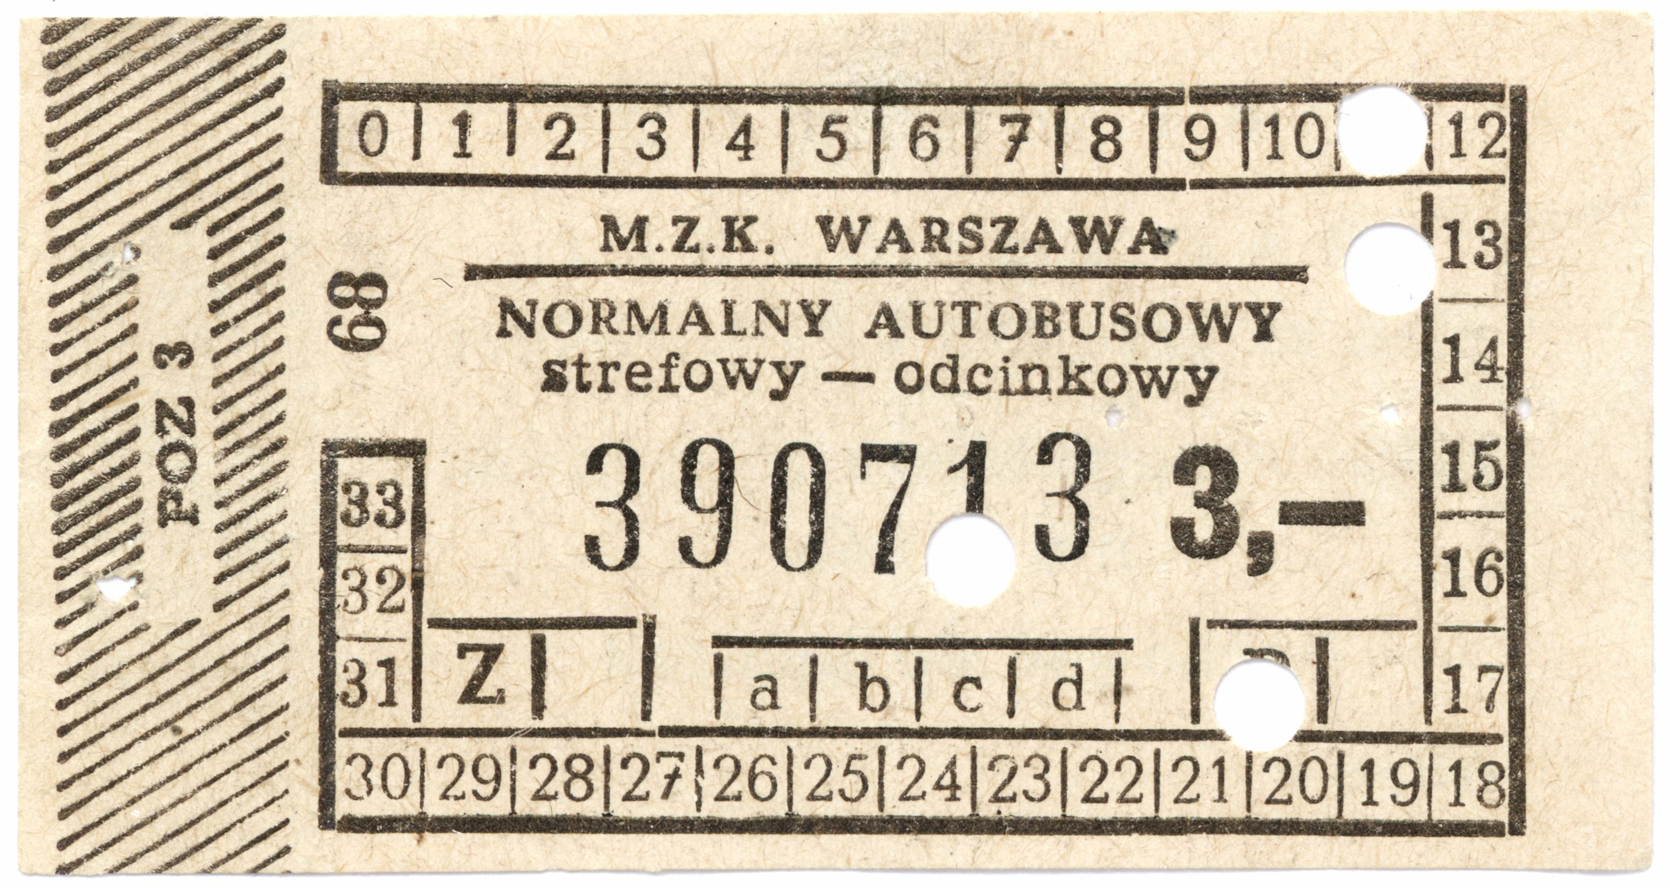 0 1 2 3 4 5 6 7 8 9 10 12
M.Z.K. WARSZAWA
NORMALNY AUTOBUSOWY
strefowy — odcinkowy
390713 3,—
13
14
15
16
17
POZ 3
68
33
32
31
Z
a b c d
30 29 28 27 26 25 24 23 22 21 20 19 18